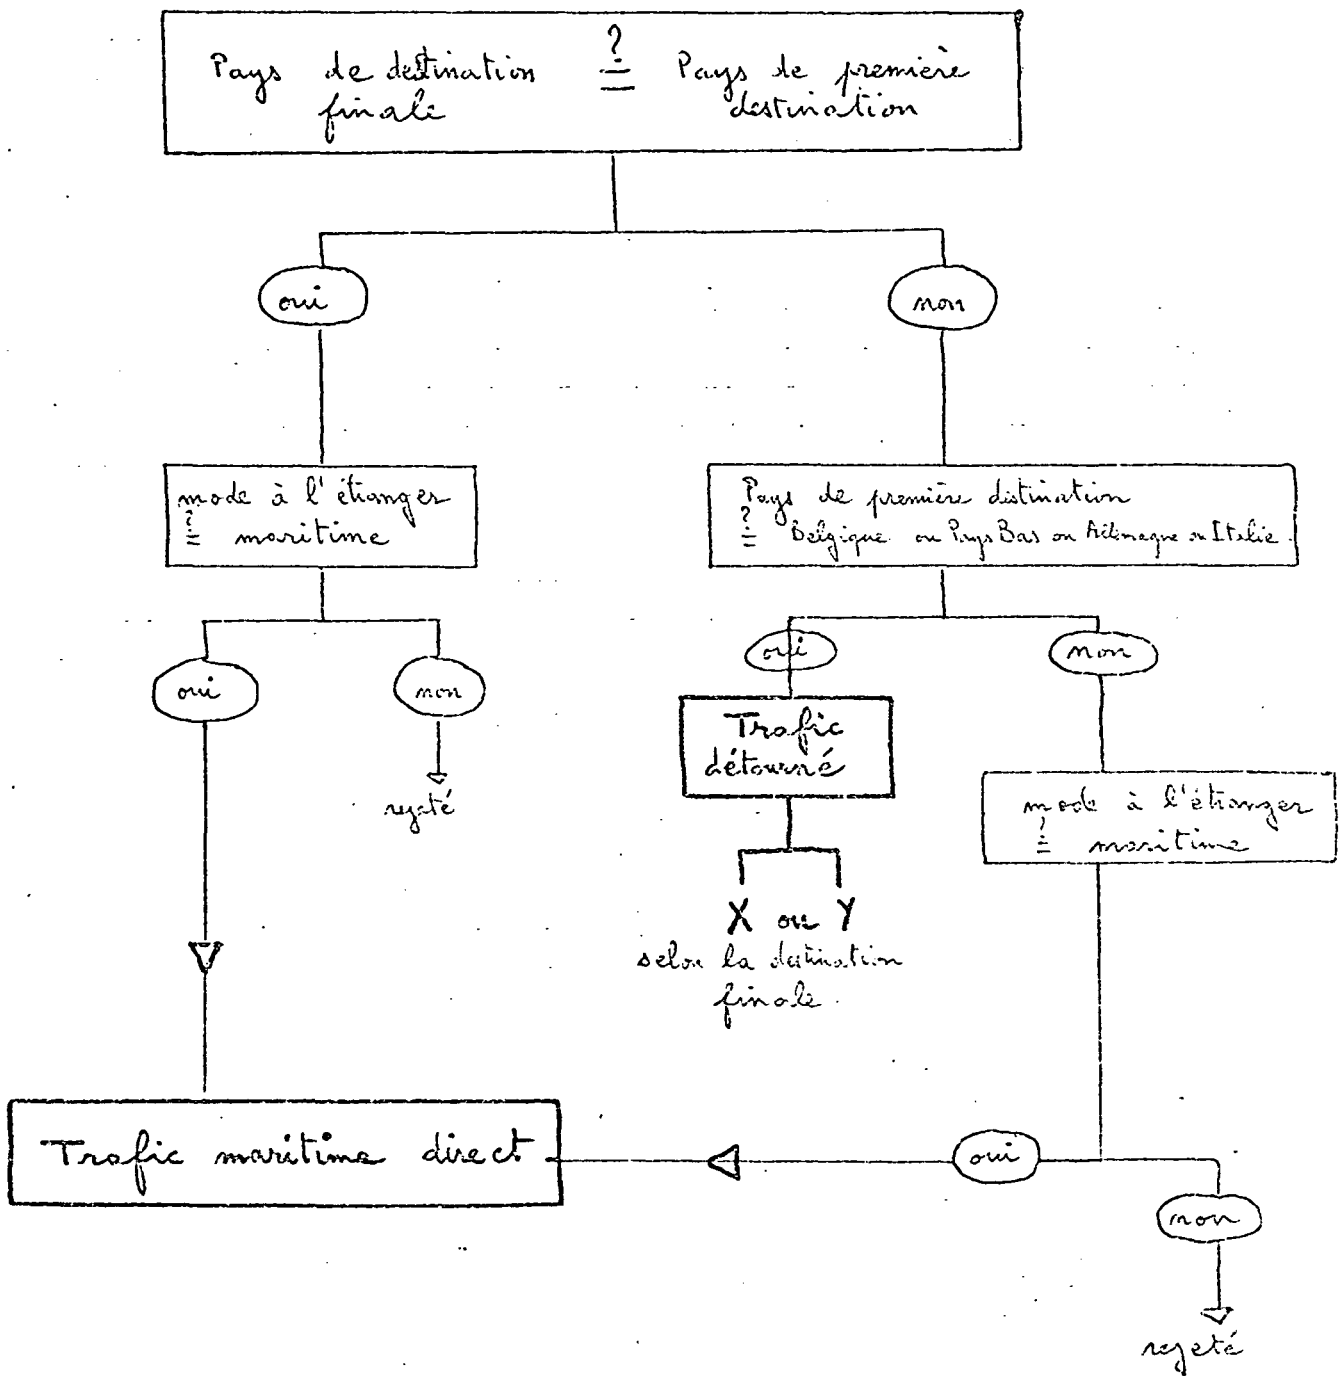 Pays de destination ?= Pays de première
finale destination
oui
non
mode à l'étranger
?= maritime
Pays de première destination
?= Belgique ou Pays Bas ou Allemagne ou Italie.
oui
non
oui
non
rejeté
Trafic
détourné
X ou Y
selon la destination
finale.
mode à l'étranger
?= maritime
Trafic maritime direct
oui
non
rejeté